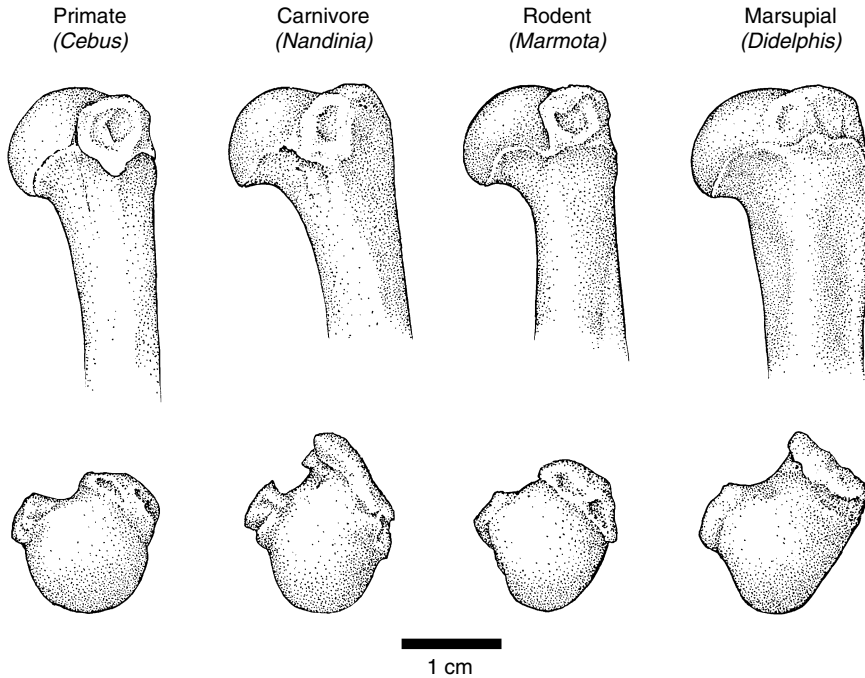 Primate
(Cebus)
Carnivore
(Nandinia)
Rodent
(Marmota)
Marsupial
(Didelphis)
1 cm